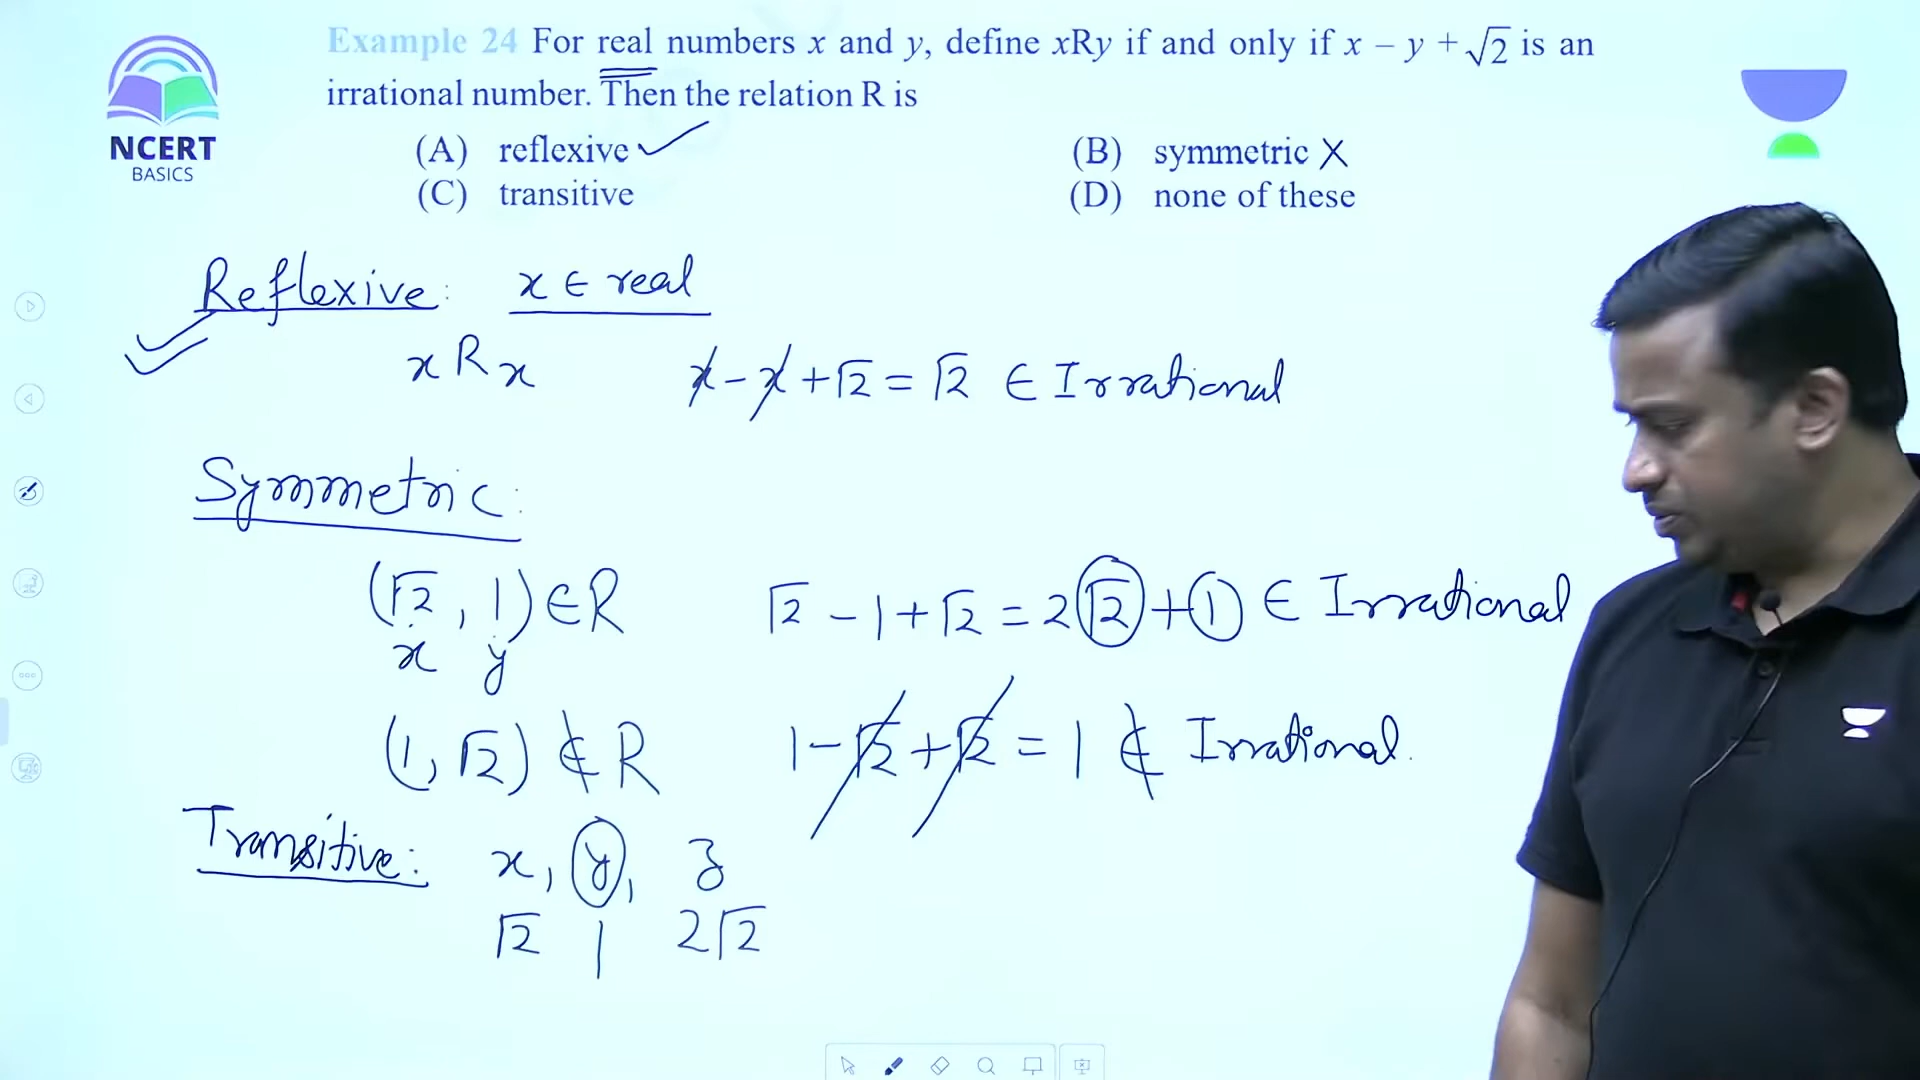 Example 24 For real numbers x and y, define xRy if and only if x – y + √2 is an
irrational number. Then the relation R is
(A) reflexive ✓
(B) symmetric X
(C) transitive
(D) none of these
NCERT
BASICS
Reflexive: x ∈ real
x R x x - x + √2 = √2 ∈ Irrational
Symmetric:
(√2, 1) ∈ R √2 - 1 + √2 = 2√2 + 1 ∈ Irrational
x y
(1, √2) ∉ R 1 - √2 + √2 = 1 ∉ Irrational.
Transitive: x, y, z
√2 1 2√2